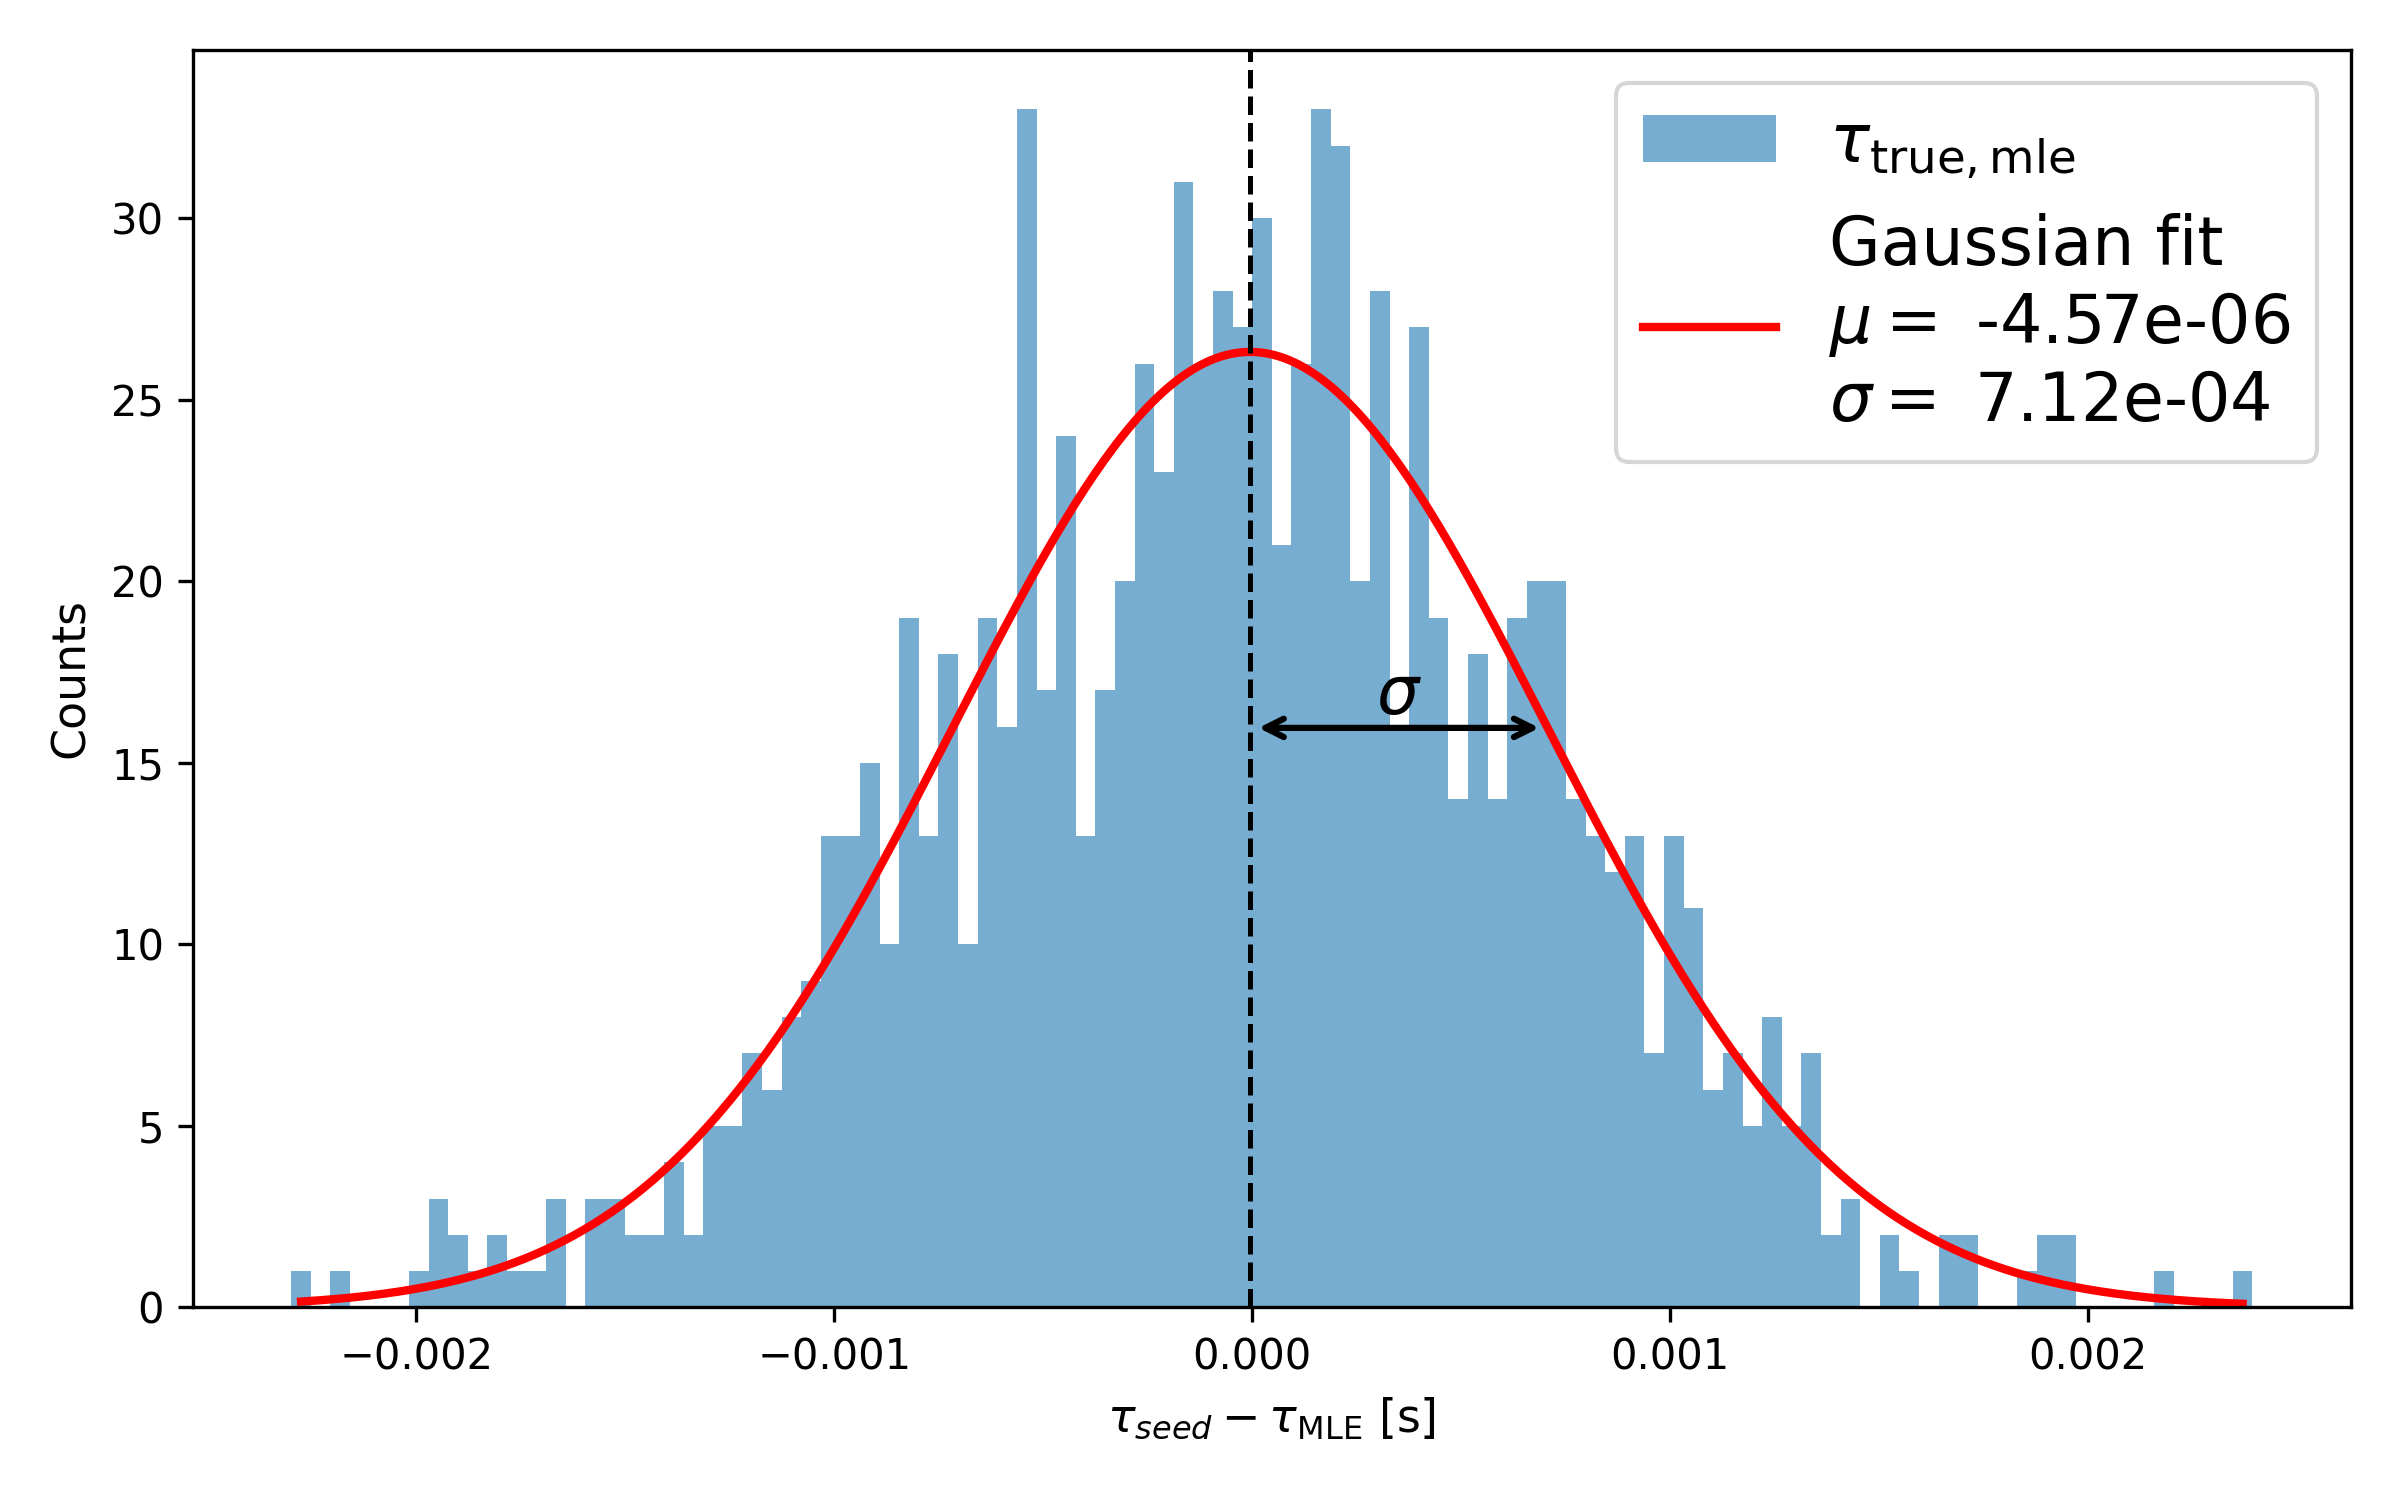 τtrue, mle
Gaussian fit
μ = -4.57e-06
σ = 7.12e-04
σ
Counts
30
25
20
15
10
5
0
−0.002
−0.001
0.000
0.001
0.002
τseed − τMLE [s]